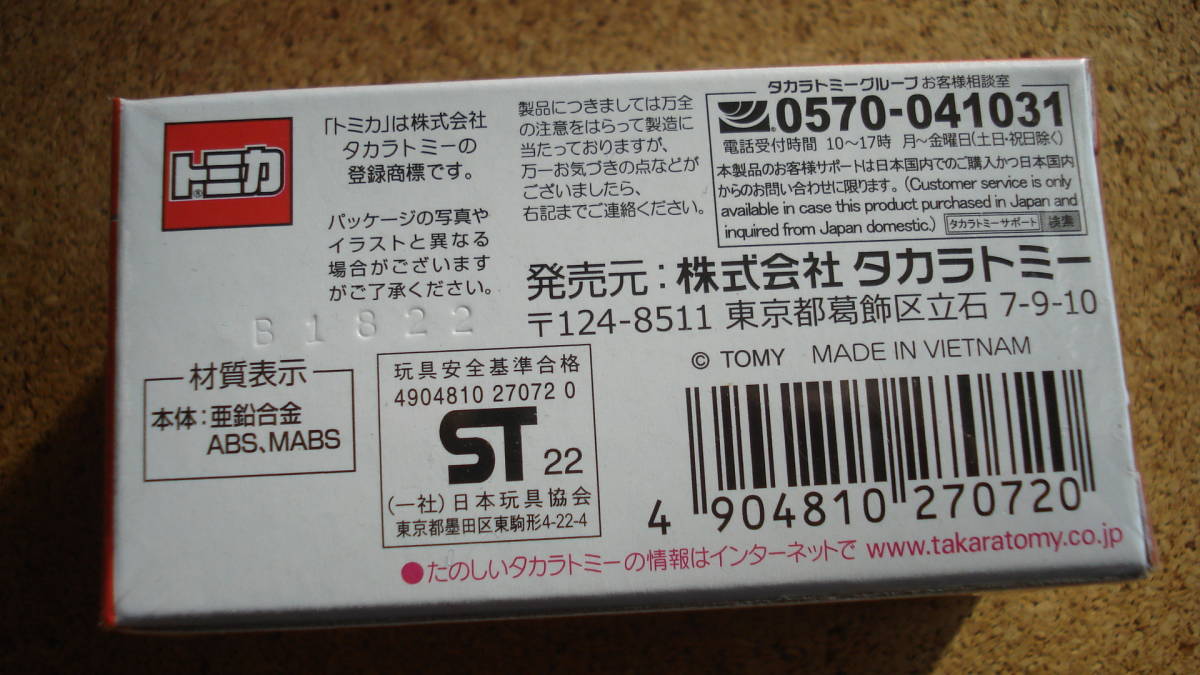 トミカ
®
「トミカ」は株式会社
タカラトミーの
登録商標です。
パッケージの写真や
イラストと異なる
場合がございます
がご了承ください。
B1822
製品につきましては万全
の注意をはらって製造に
当たっておりますが、
万一お気づきの点などが
ございましたら、
右記までご連絡ください。
タカラトミーグループ お客様相談室
0570-041031
電話受付時間 10～17時 月～金曜日(土日・祝日除く)
本製品のお客様サポートは日本国内でのご購入かつ日本国内
からのお問い合わせに限ります。(Customer service is only
available in case this product purchased in Japan and
inquired from Japan domestic.) タカラトミーサポート 検索
発売元：株式会社 タカラトミー
〒124-8511 東京都葛飾区立石 7-9-10
© TOMY MADE IN VIETNAM
材質表示
本体：亜鉛合金
ABS、MABS
玩具安全基準合格
4904810 27072 0
ST 22
(一社)日本玩具協会
東京都墨田区東駒形4-22-4
4 904810 270720
●たのしいタカラトミーの情報はインターネットで www.takaratomy.co.jp